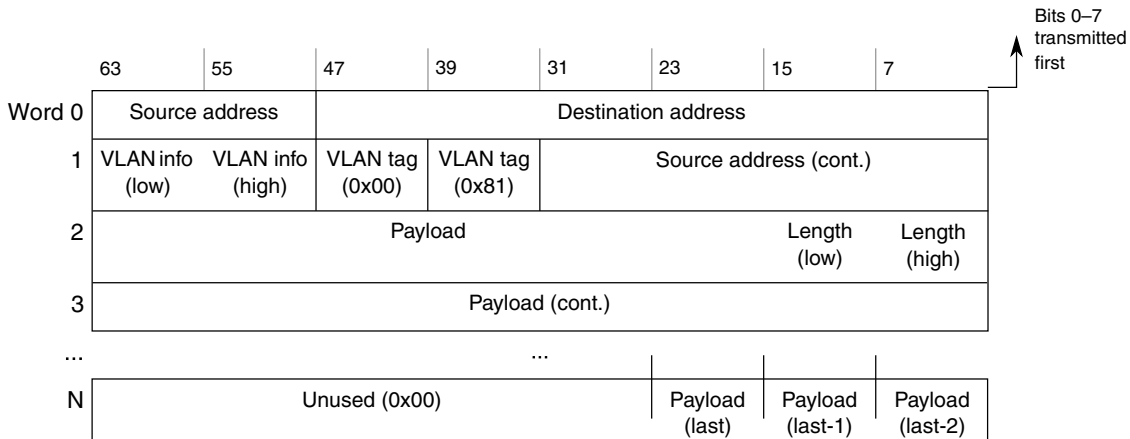 Bits 0–7
transmitted
first
63 55 47 39 31 23 15 7
Word 0 Source address Destination address
1 VLAN info VLAN info VLAN tag VLAN tag Source address (cont.)
(low) (high) (0x00) (0x81)
2 Payload Length Length
(low) (high)
3 Payload (cont.)
... ...
N Unused (0x00) Payload Payload Payload
(last) (last-1) (last-2)